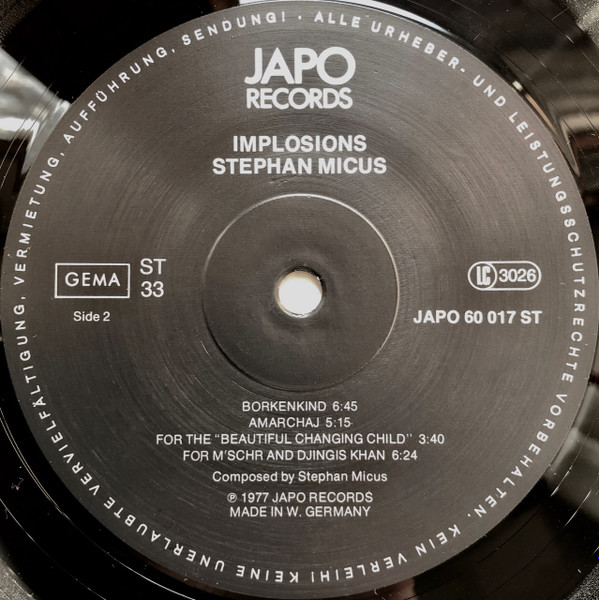 ALLE URHEBER- UND LEISTUNGSSCHUTZRECHTE VORBEHALTEN. KEIN VERLEIH! KEINE UNERLAUBTE VERVIELFÄLTIGUNG, VERMIETUNG, AUFFÜHRUNG, SENDUNG! ·
JAPO
RECORDS
IMPLOSIONS
STEPHAN MICUS
GEMA
ST
33
Side 2
LC 3026
JAPO 60 017 ST
BORKENKIND 6:45
AMARCHAJ 5:15
FOR THE "BEAUTIFUL CHANGING CHILD" 3:40
FOR M'SCHR AND DJINGIS KHAN 6:24
Composed by Stephan Micus
℗ 1977 JAPO RECORDS
MADE IN W. GERMANY